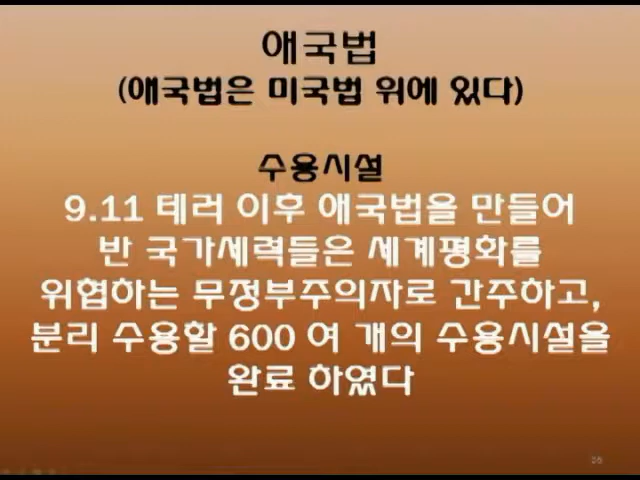 애국법
(애국법은 미국법 위에 있다)
수용시설
9.11 테러 이후 애국법을 만들어
반 국가세력들은 세계평화를
위협하는 무정부주의자로 간주하고,
분리 수용할 600 여 개의 수용시설을
완료 하였다